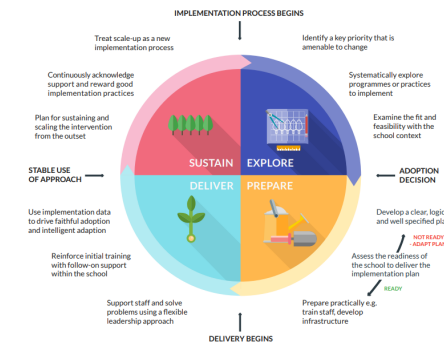 IMPLEMENTATION PROCESS BEGINS
Treat scale-up as a new
implementation process
Identify a key priority that is
amenable to change
Continuously acknowledge
support and reward good
implementation practices
Systematically explore
programmes or practices
to implement
Plan for sustaining and
scaling the intervention
from the outset
Examine the fit and
feasibility with the
school context
SUSTAIN
EXPLORE
STABLE USE
OF APPROACH
ADOPTION
DECISION
DELIVER
PREPARE
Use implementation data
to drive faithful adoption
and intelligent adaption
Develop a clear, logic
and well specified pla
NOT READY
- ADAPT PLAN
Reinforce initial training
with follow-on support
within the school
Assess the readiness of
the school to deliver the
implementation plan
READY
Support staff and solve
problems using a flexible
leadership approach
Prepare practically e.g.
train staff, develop
infrastructure
DELIVERY BEGINS